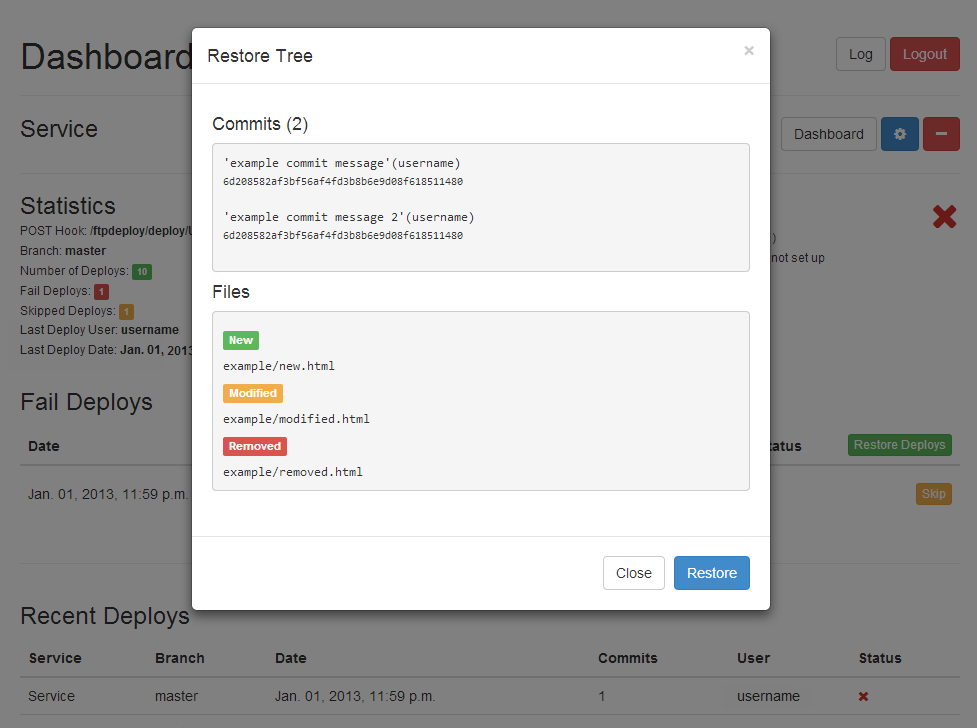 Dashboard
Log
Logout
Service
Dashboard
Statistics
POST Hook: /ftpdeploy/deploy/
Branch: master
Number of Deploys: 10
Fail Deploys: 1
Skipped Deploys: 1
Last Deploy User: username
Last Deploy Date: Jan. 01, 2013
)
not set up
Fail Deploys
Date
tatus
Restore Deploys
Jan. 01, 2013, 11:59 p.m.
Skip
Restore Tree
×
Commits (2)
'example commit message'(username)
6d208582af3bf56af4fd3b8b6e9d08f618511480
'example commit message 2'(username)
6d208582af3bf56af4fd3b8b6e9d08f618511480
Files
New
example/new.html
Modified
example/modified.html
Removed
example/removed.html
Close
Restore
Recent Deploys
Service Branch Date Commits User Status
Service master Jan. 01, 2013, 11:59 p.m. 1 username